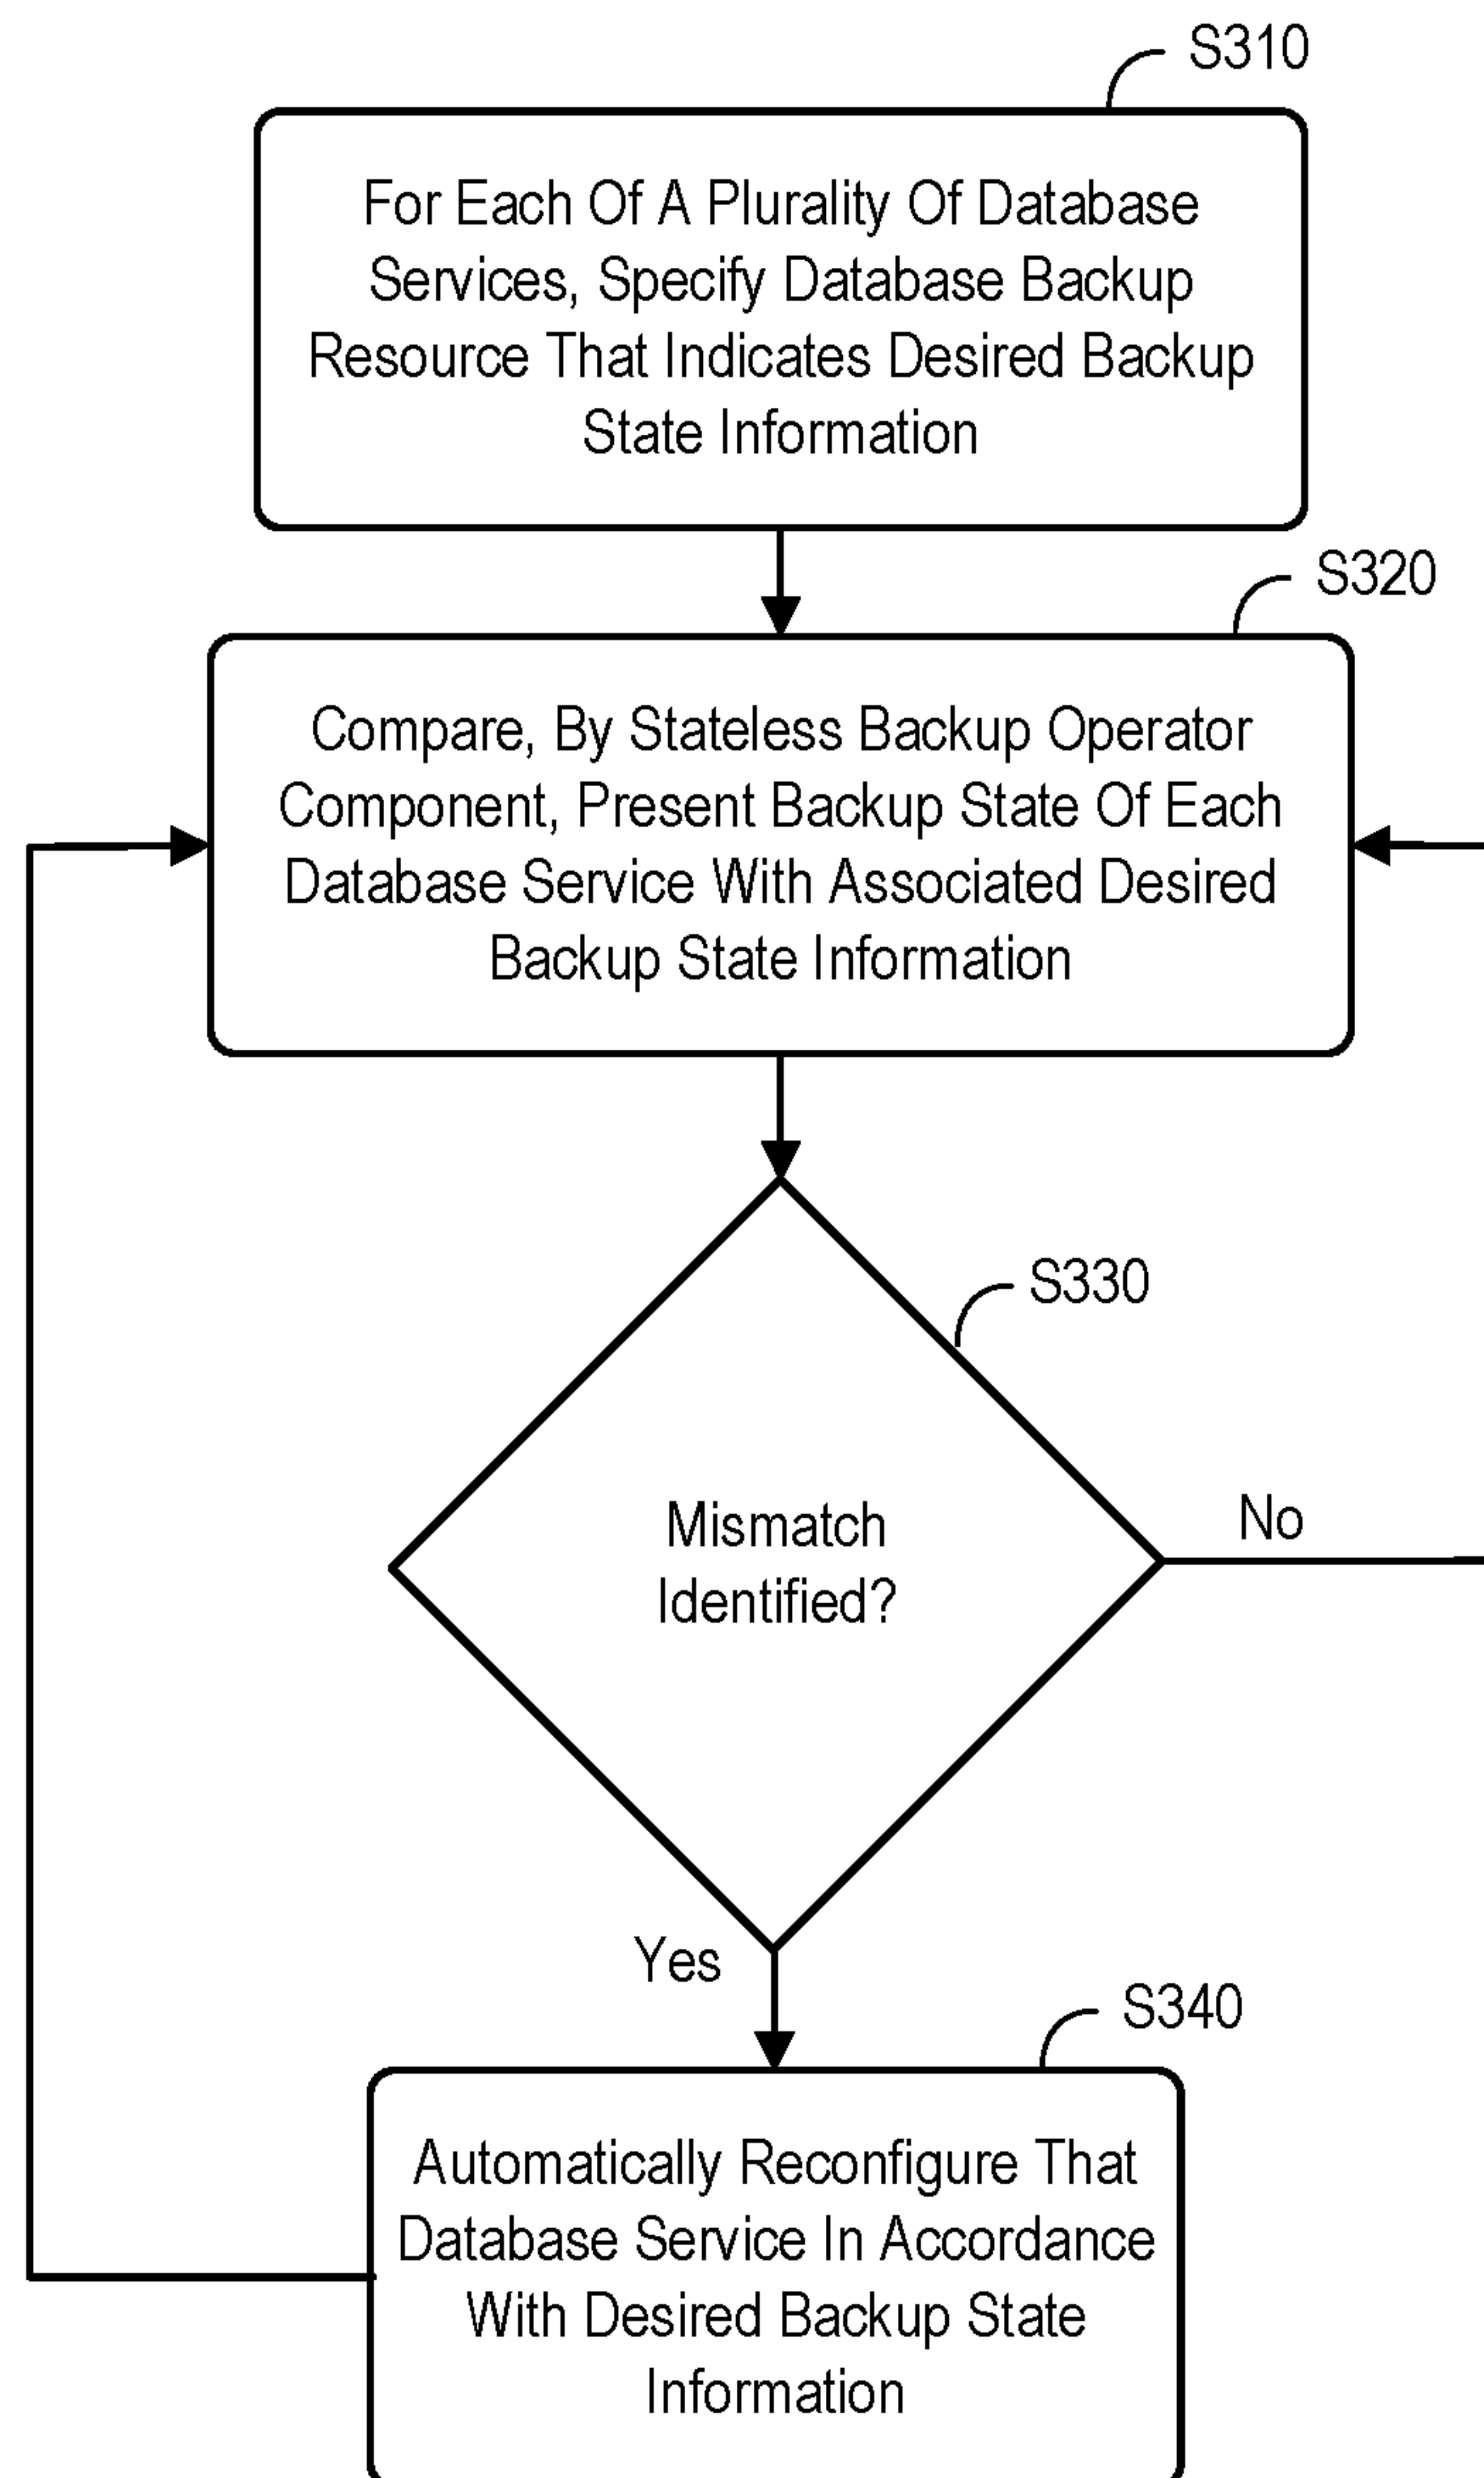 S310
For Each Of A Plurality Of Database
Services, Specify Database Backup
Resource That Indicates Desired Backup
State Information
S320
Compare, By Stateless Backup Operator
Component, Present Backup State Of Each
Database Service With Associated Desired
Backup State Information
S330
Mismatch
Identified?
No
Yes
S340
Automatically Reconfigure That
Database Service In Accordance
With Desired Backup State
Information